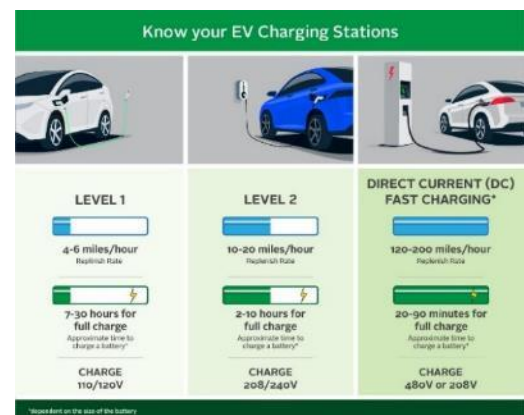 Know your EV Charging Stations
LEVEL 1
4-6 miles/hour
Replenish Rate
7-30 hours for
full charge
Approximate time to
charge a battery*
CHARGE
110/120V
LEVEL 2
10-20 miles/hour
Replenish Rate
2-10 hours for
full charge
Approximate time to
charge a battery*
CHARGE
208/240V
DIRECT CURRENT (DC)
FAST CHARGING*
120-200 miles/hour
Replenish Rate
20-90 minutes for
full charge
Approximate time to
charge a battery*
CHARGE
480V or 208V
*dependent on the size of the battery